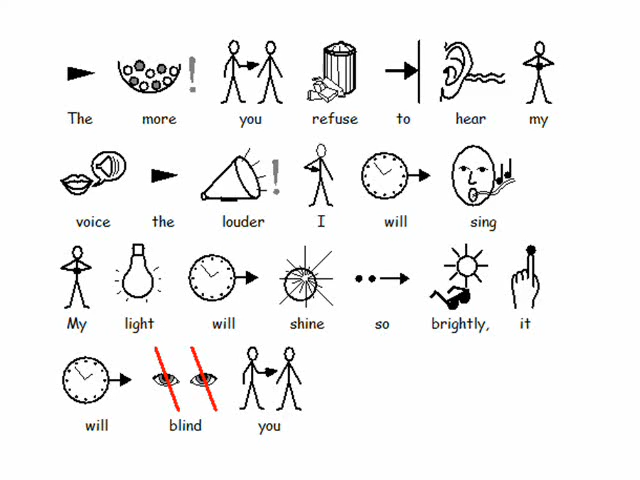 The more you refuse to hear my
voice the louder I will sing
My light will shine so brightly, it
will blind you